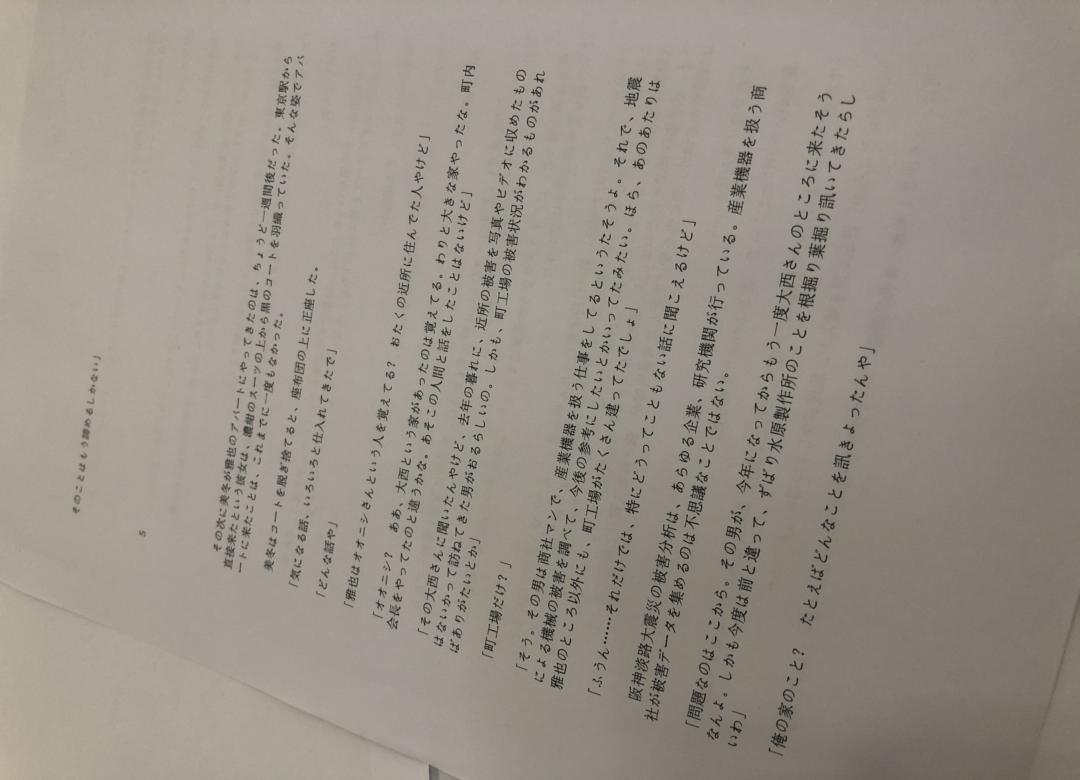 そのことはもう諦めるしかない」
5
その次に美冬が雅也のアパートにやってきたのは、ちょうど一週間後だった。東京駅から
直接来たという彼女は、濃紺のスーツの上から黒のコートを羽織っていた。そんな姿でアパ
ートに来たことは、これまでに一度もなかった。
美冬はコートを脱ぎ捨てると、座布団の上に正座した。
「気になる話、いろいろと仕入れてきたで」
「どんな話や」
「雅也はオオニシさんという人を覚えてる？　おたくの近所に住んでた人やけど」
「オオニシ？　ああ、大西という家があったのは覚えてる。わりと大きな家やったな。町内
会長をやってたのと違うかな。あそこの人間と話をしたことはないけど」
「その大西さんに聞いたんやけど、去年の暮れに、近所の被害を写真やビデオに収めたもの
はないかって訪ねてきた男がおるらしいの。しかも、町工場の被害状況がわかるものがあれ
ばありがたいとか」
「町工場だけ？」
「そう。その男は商社マンで、産業機器を扱う仕事をしてるというたそうよ。それで、地震
による機械の被害を調べて、今後の参考にしたいとかいってたみたい。ほら、あのあたりは
雅也のところ以外にも、町工場がたくさん建ってたでしょ」
「ふうん……それだけでは、特にどうってこともない話に聞こえるけど」
阪神淡路大震災の被害分析は、あらゆる企業、研究機関が行っている。産業機器を扱う商
社が被害データを集めるのは不思議なことではない。
「問題なのはここから。その男が、今年になってからもう一度大西さんのところに来たそう
なんよ。しかも今度は前と違って、ずばり水原製作所のことを根掘り葉掘り訊いてきたらし
いわ」
「俺の家のこと？　たとえばどんなことを訊きよったんや」